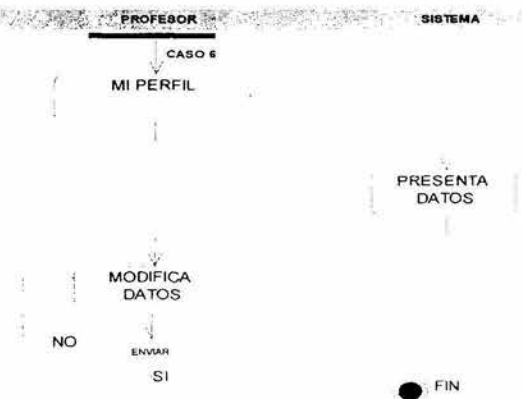 PROFESOR SISTEMA
CASO 6
MI PERFIL
PRESENTA
DATOS
MODIFICA
DATOS
NO
ENVIAR
SI
FIN